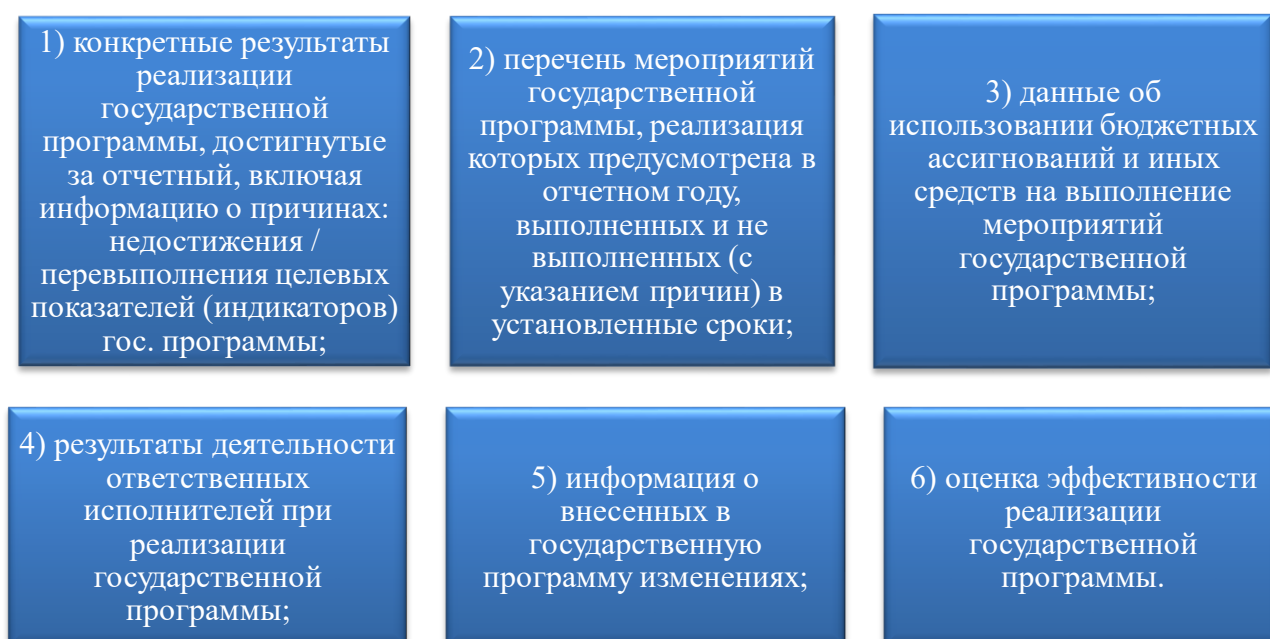 1) конкретные результаты
реализации
государственной
программы, достигнутые
за отчетный, включая
информацию о причинах:
недостижения /
перевыполнения целевых
показателей (индикаторов)
гос. программы;
2) перечень мероприятий
государственной
программы, реализация
которых предусмотрена в
отчетном году,
выполненных и не
выполненных (с
указанием причин) в
установленные сроки;
3) данные об
использовании бюджетных
ассигнований и иных
средств на выполнение
мероприятий
государственной
программы;
4) результаты деятельности
ответственных
исполнителей при
реализации
государственной
программы;
5) информация о
внесенных в
государственную
программу изменениях;
6) оценка эффективности
реализации
государственной
программы.